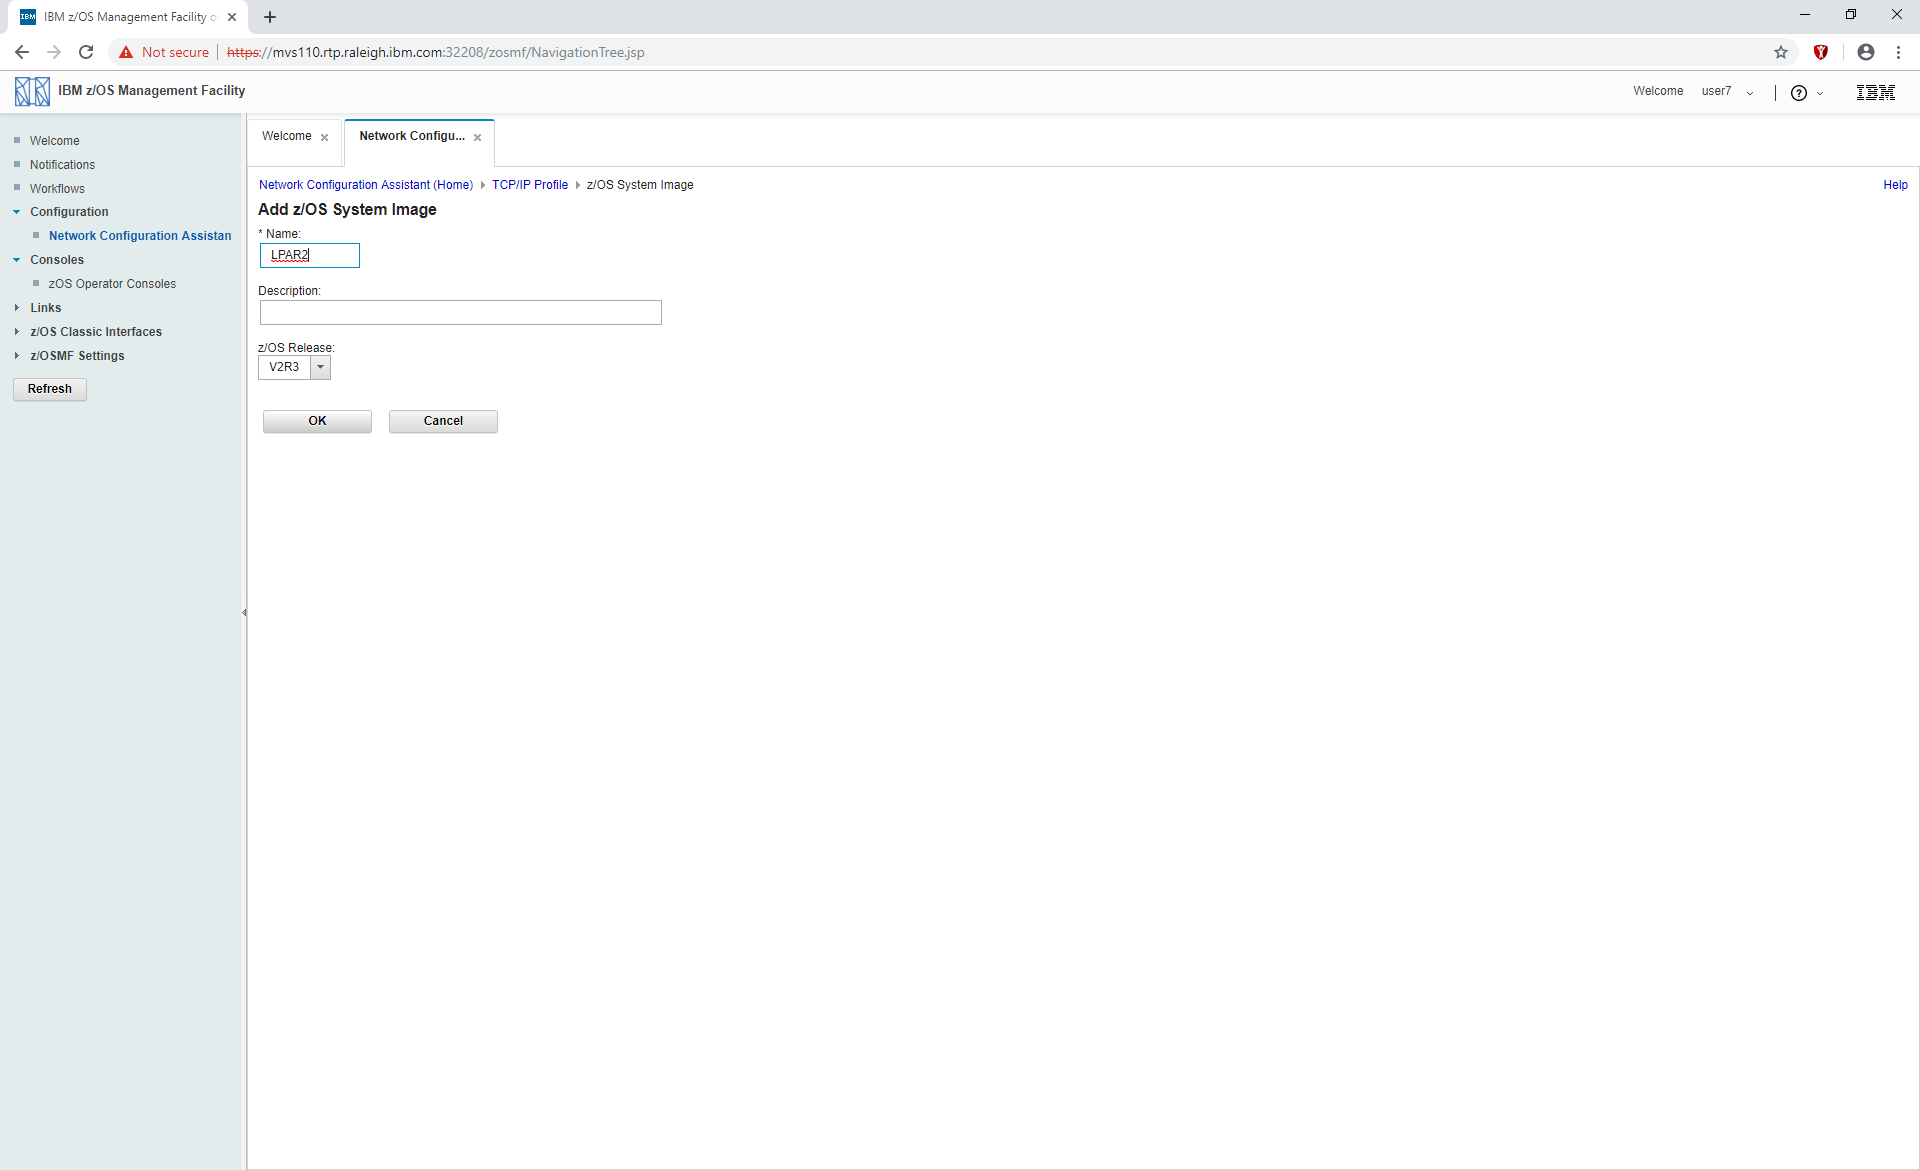 IBM IBM z/OS Management Facility o
Not secure https://mvs110.rtp.raleigh.ibm.com:32208/zosmf/NavigationTree.jsp
IBM z/OS Management Facility
Welcome user7 ? IBM
Welcome
Notifications
Workflows
Configuration
Network Configuration Assistan
Consoles
zOS Operator Consoles
Links
z/OS Classic Interfaces
z/OSMF Settings
Refresh
Welcome Network Configu...
Network Configuration Assistant (Home) TCP/IP Profile z/OS System Image Help
Add z/OS System Image
* Name:
LPAR2
Description:
z/OS Release:
V2R3
OK Cancel